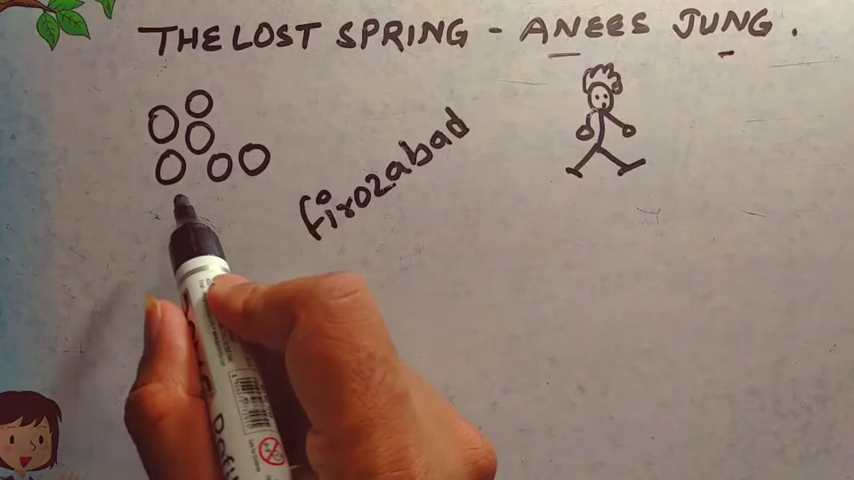 THE LOST SPRING - ANEES JUNG.
firozabad